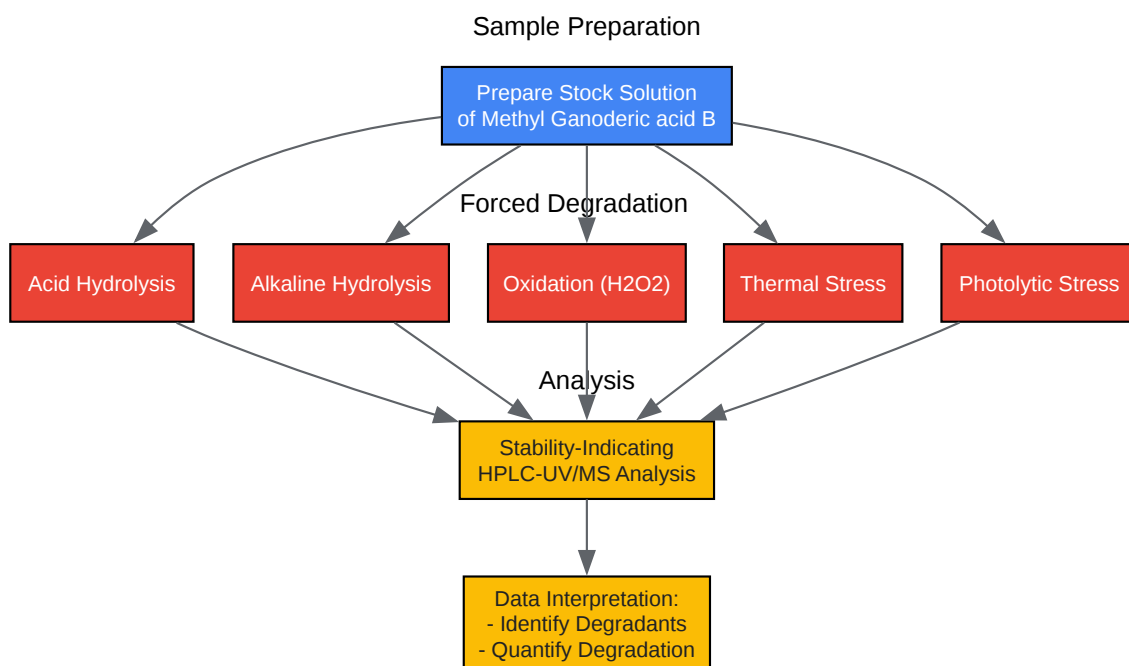 Sample Preparation
Prepare Stock Solution
of Methyl Ganoderic acid B
Forced Degradation
Acid Hydrolysis
Alkaline Hydrolysis
Oxidation (H2O2)
Thermal Stress
Photolytic Stress
Analysis
Stability-Indicating
HPLC-UV/MS Analysis
Data Interpretation:
- Identify Degradants
- Quantify Degradation